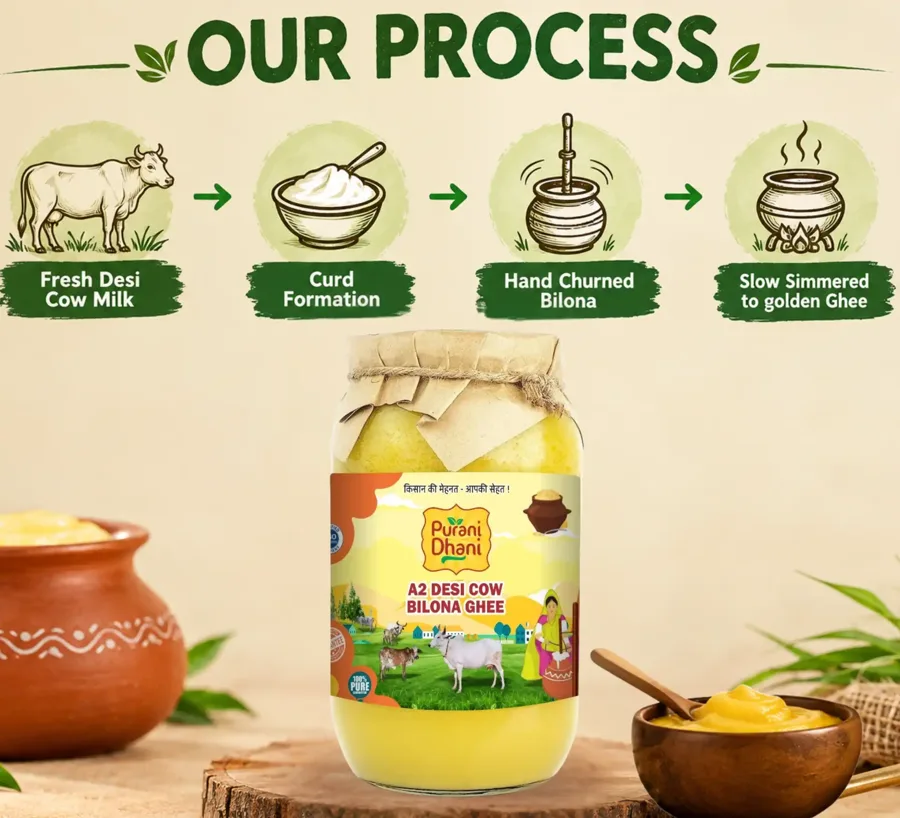 OUR PROCESS
Fresh Desi
Cow Milk
Curd
Formation
Hand Churned
Bilona
Slow Simmered
to golden Ghee
किसान की मेहनत - आपकी सेहत !
Purani
Dhani
A2 DESI COW
BILONA GHEE
100%
PURE